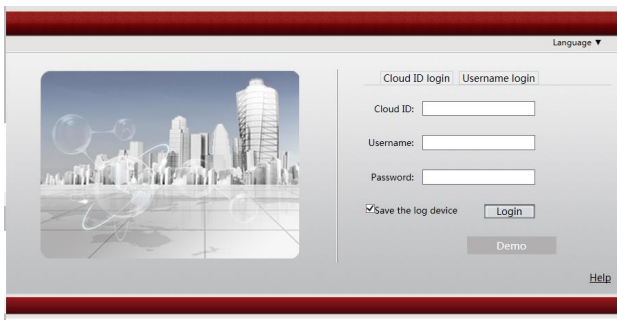 Language ▼
Cloud ID login Username login
Cloud ID:
Username:
Password:
Save the log device Login
Demo
Help